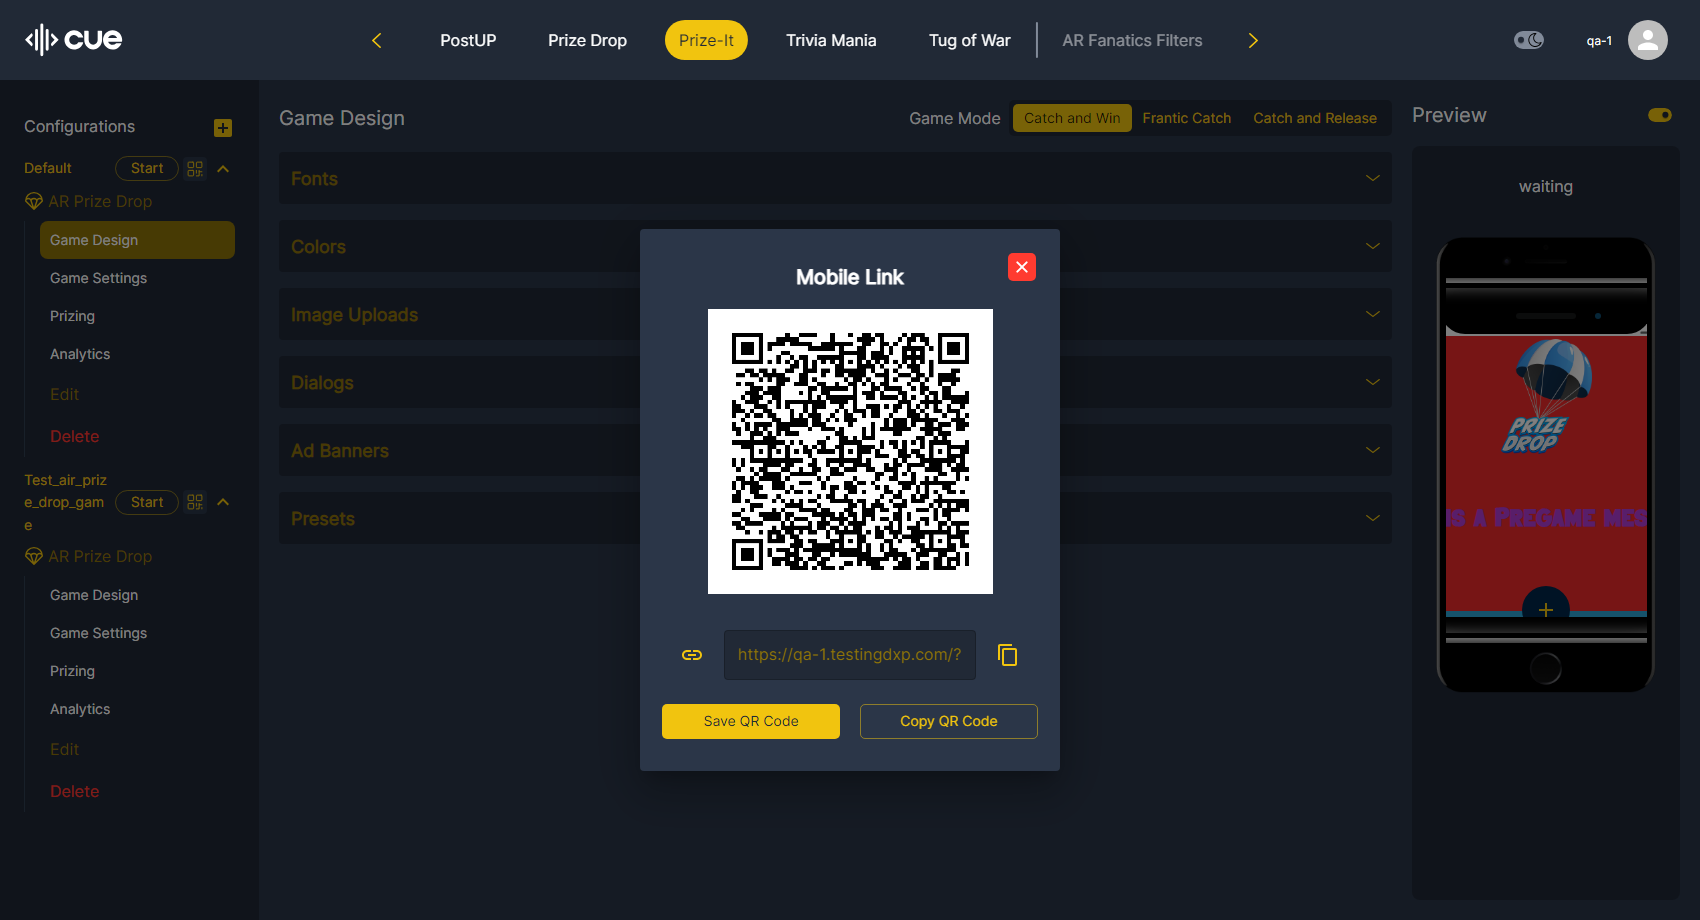 cue
PostUP
Prize Drop
Prize-It
Trivia Mania
Tug of War
AR Fanatics Filters
qa-1
Configurations
Default
Start
AR Prize Drop
Game Design
Game Settings
Prizing
Analytics
Edit
Delete
Test_air_priz
e_drop_gam
e
Start
AR Prize Drop
Game Design
Game Settings
Prizing
Analytics
Edit
Delete
Game Design
Game Mode
Catch and Win
Frantic Catch
Catch and Release
Fonts
Colors
Image Uploads
Dialogs
Ad Banners
Presets
Mobile Link
https://qa-1.testingdxp.com/?
Save QR Code
Copy QR Code
Preview
waiting
PRIZE
DROP
IS A PREGAME MES